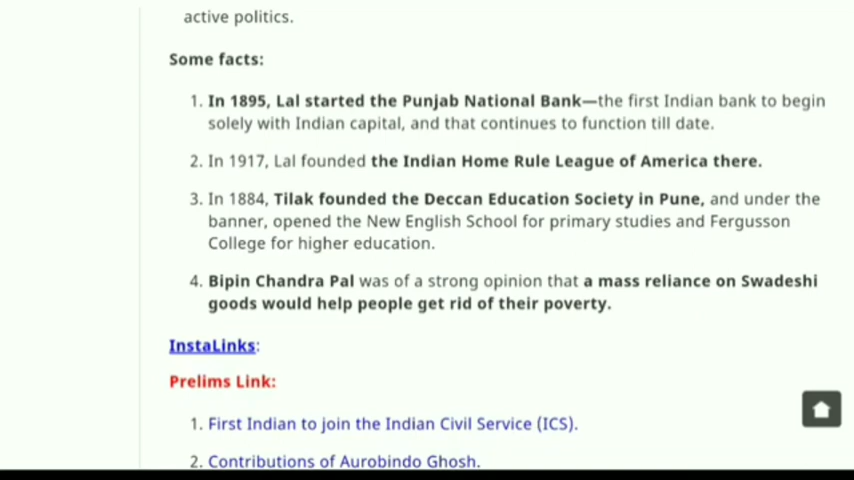 active politics.
Some facts:
1. In 1895, Lal started the Punjab National Bank—the first Indian bank to begin
solely with Indian capital, and that continues to function till date.
2. In 1917, Lal founded the Indian Home Rule League of America there.
3. In 1884, Tilak founded the Deccan Education Society in Pune, and under the
banner, opened the New English School for primary studies and Fergusson
College for higher education.
4. Bipin Chandra Pal was of a strong opinion that a mass reliance on Swadeshi
goods would help people get rid of their poverty.
InstaLinks:
Prelims Link:
1. First Indian to join the Indian Civil Service (ICS).
2. Contributions of Aurobindo Ghosh.